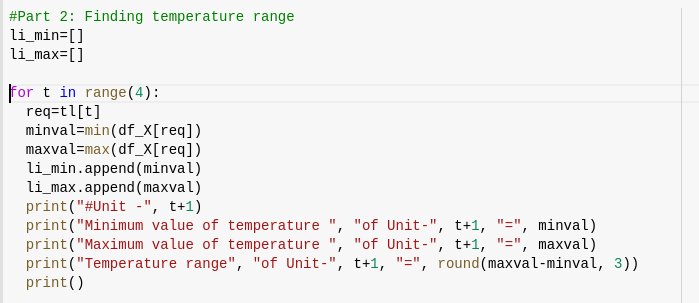 #Part 2: Finding temperature range
li_min=[]
li_max=[]
for t in range(4):
  req=tl[t]
  minval=min(df_X[req])
  maxval=max(df_X[req])
  li_min.append(minval)
  li_max.append(maxval)
  print("#Unit -", t+1)
  print("Minimum value of temperature ", "of Unit-", t+1, "=", minval)
  print("Maximum value of temperature ", "of Unit-", t+1, "=", maxval)
  print("Temperature range", "of Unit-", t+1, "=", round(maxval-minval, 3))
  print()